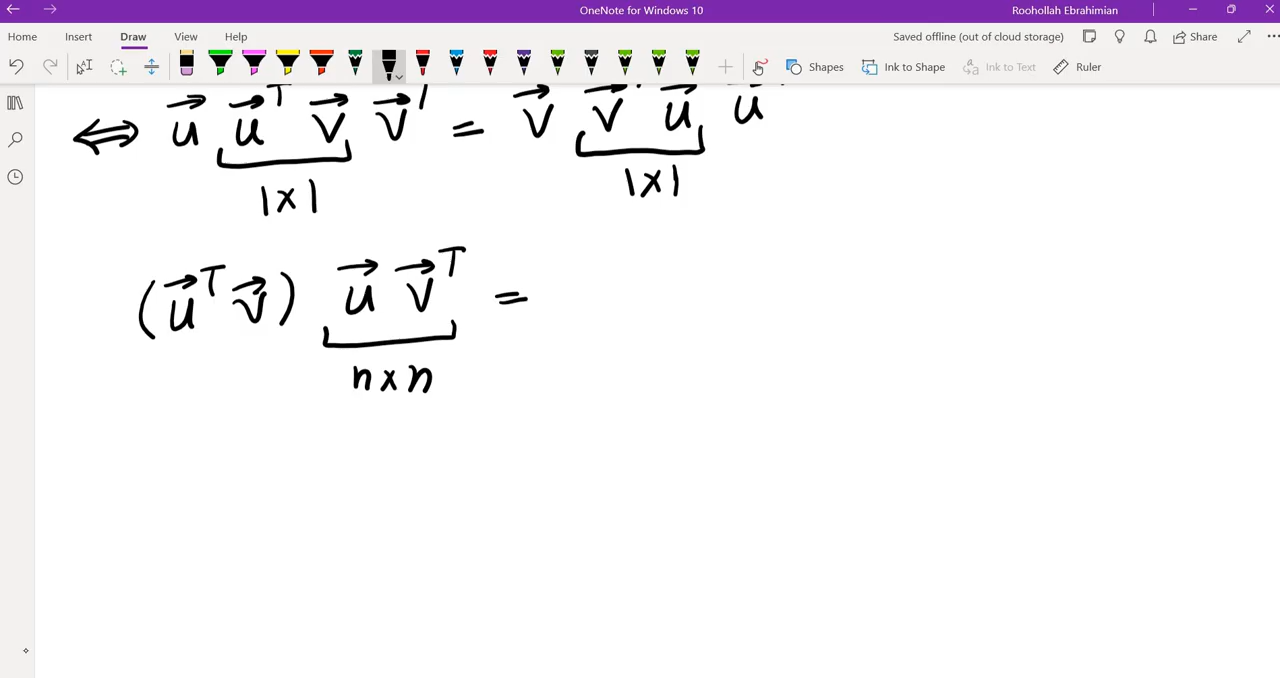 OneNote for Windows 10
Roohollah Ebrahimian
Home Insert Draw View Help
Saved offline (out of cloud storage)
Share
Shapes
Ink to Shape
Ink to Text
Ruler
⟺ u⃗ u⃗ᵀ v⃗ v⃗ᵀ = v⃗ v⃗ᵀ u⃗ u⃗ᵀ
1×1 1×1
(u⃗ᵀ v⃗) u⃗ v⃗ᵀ =
n×n